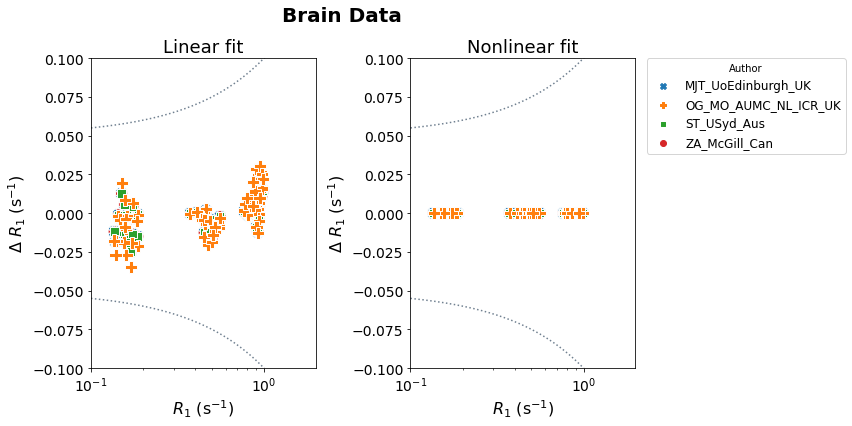 Brain Data
Linear fit
Nonlinear fit
0.100
0.075
0.050
0.025
0.000
−0.025
−0.050
−0.075
−0.100
Δ R₁ (s⁻¹)
10⁻¹
10⁰
R₁ (s⁻¹)
0.100
0.075
0.050
0.025
0.000
−0.025
−0.050
−0.075
−0.100
Δ R₁ (s⁻¹)
10⁻¹
10⁰
R₁ (s⁻¹)
Author
MJT_UoEdinburgh_UK
OG_MO_AUMC_NL_ICR_UK
ST_USyd_Aus
ZA_McGill_Can